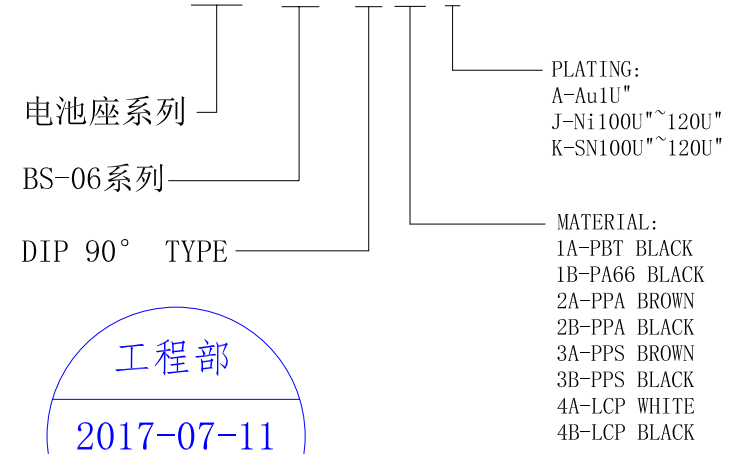 电池座系列
BS-06系列
DIP 90° TYPE
PLATING:
A-Au1U"
J-Ni100U"~120U"
K-SN100U"~120U"
MATERIAL:
1A-PBT BLACK
1B-PA66 BLACK
2A-PPA BROWN
2B-PPA BLACK
3A-PPS BROWN
3B-PPS BLACK
4A-LCP WHITE
4B-LCP BLACK
工程部
2017-07-11